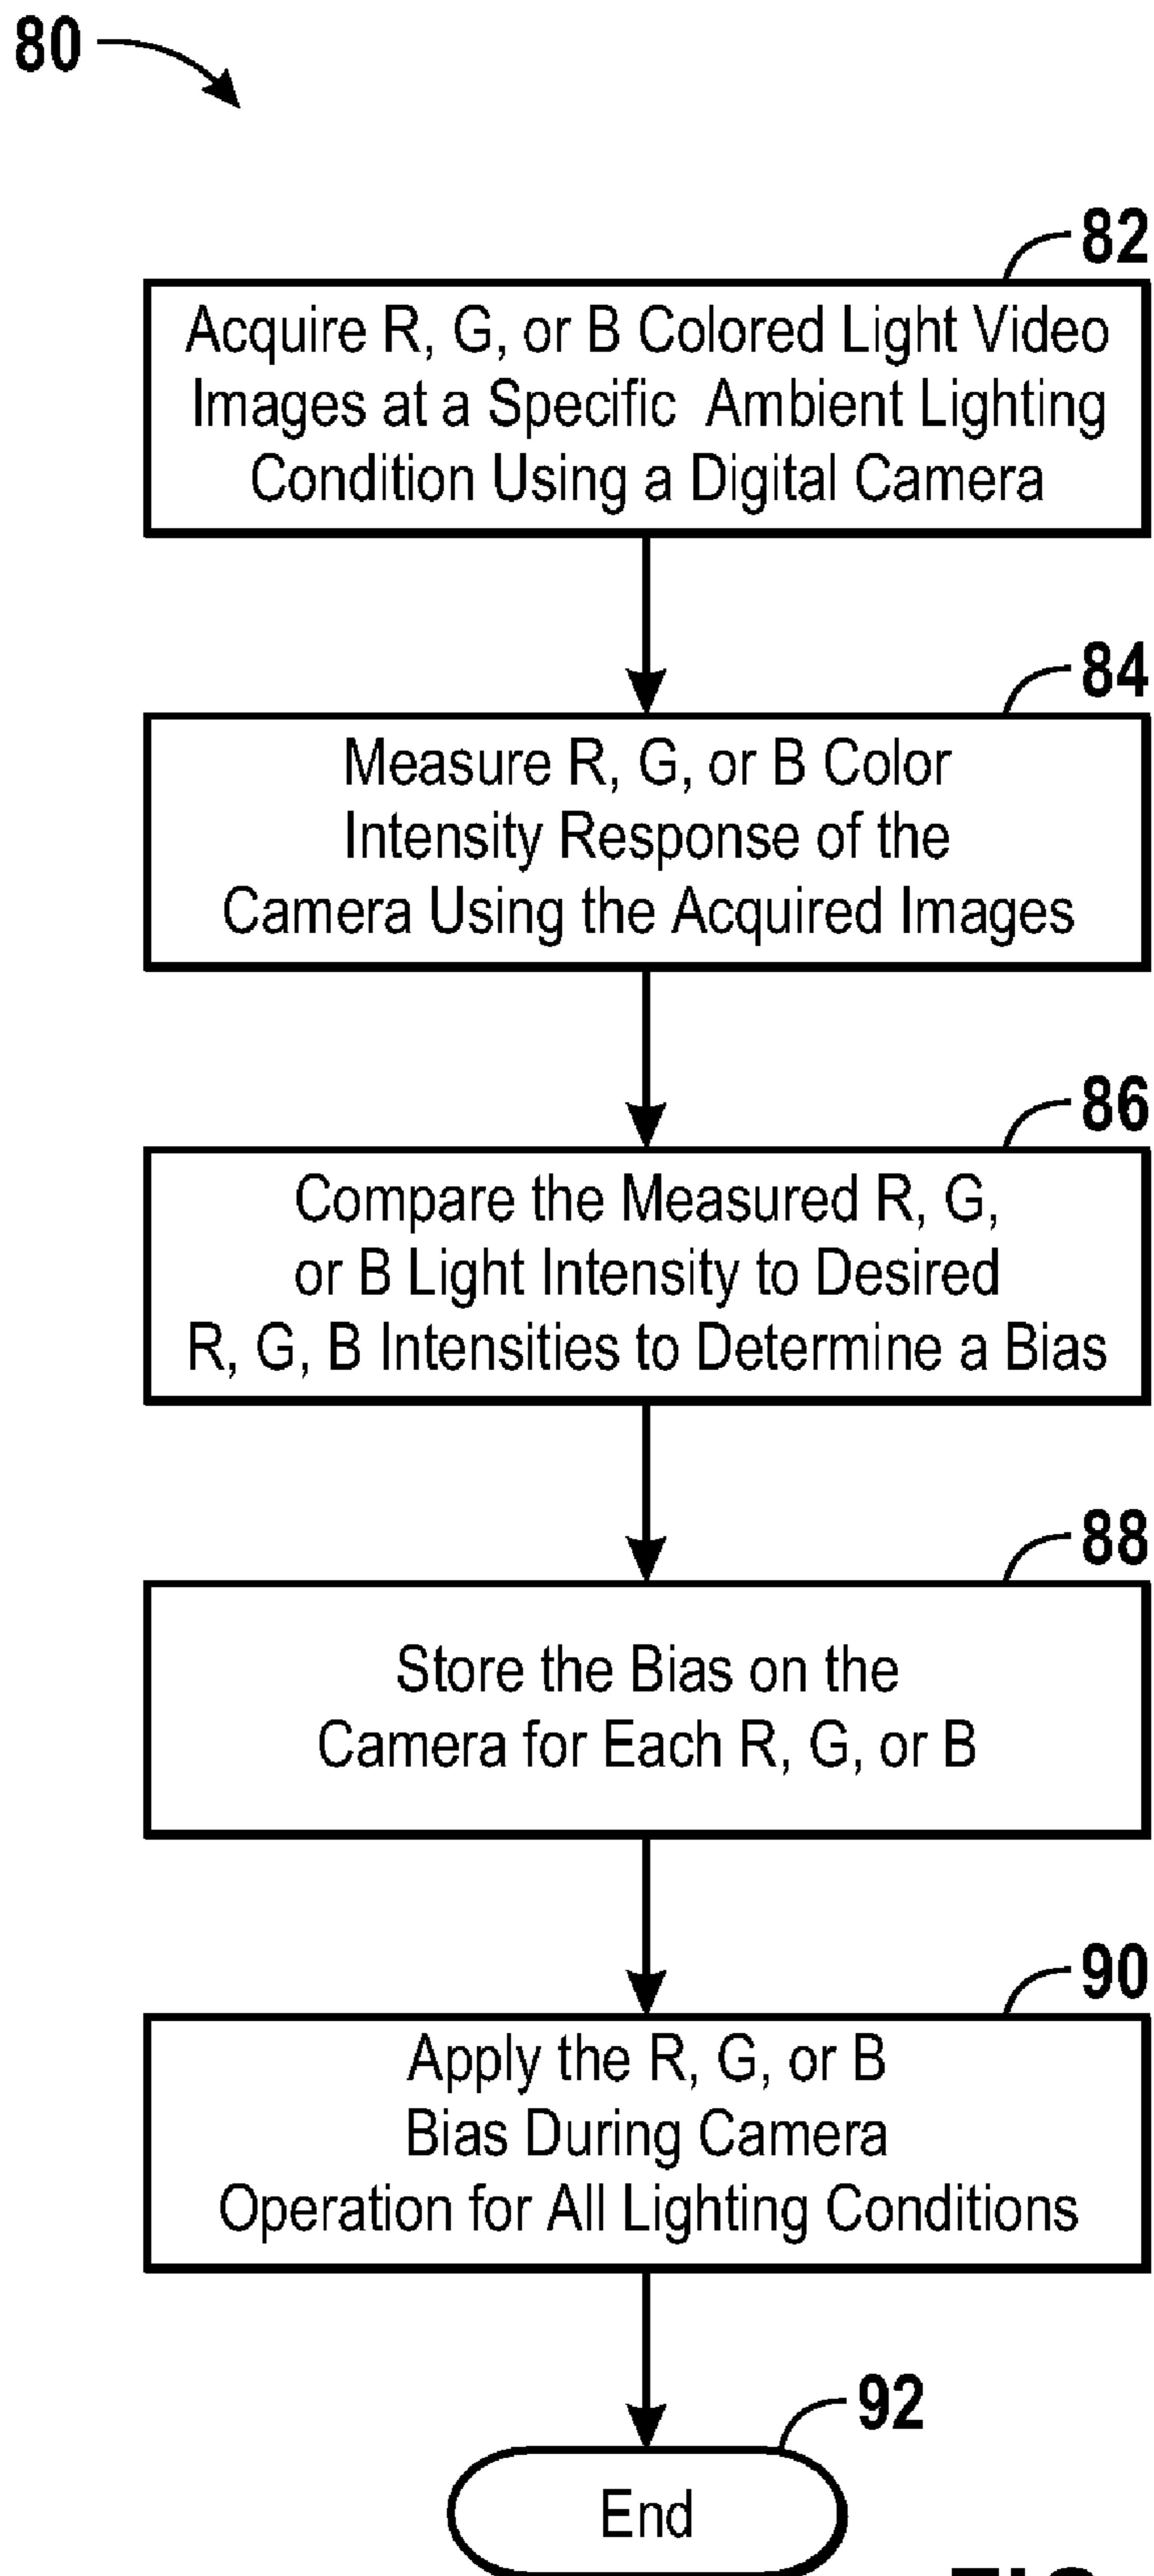 80
82
Acquire R, G, or B Colored Light Video
Images at a Specific Ambient Lighting
Condition Using a Digital Camera
84
Measure R, G, or B Color
Intensity Response of the
Camera Using the Acquired Images
86
Compare the Measured R, G,
or B Light Intensity to Desired
R, G, B Intensities to Determine a Bias
88
Store the Bias on the
Camera for Each R, G, or B
90
Apply the R, G, or B
Bias During Camera
Operation for All Lighting Conditions
92
End